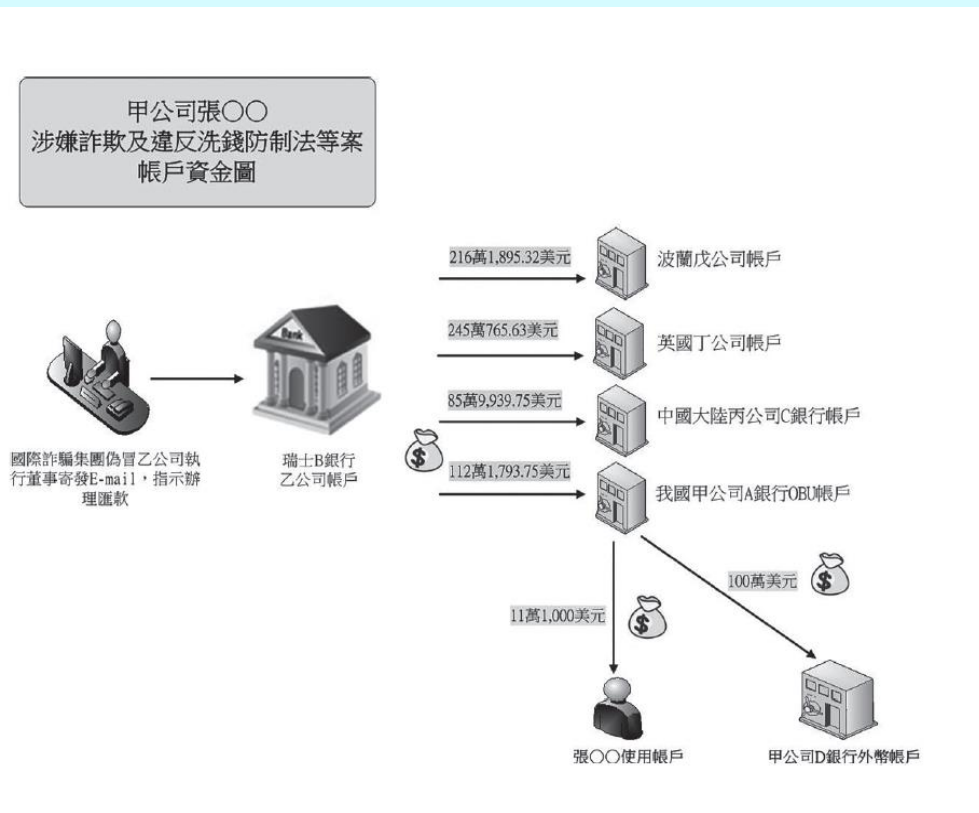 甲公司張〇〇
涉嫌詐欺及違反洗錢防制法等案
帳戶資金圖
216萬1,895.32美元
波蘭戊公司帳戶
245萬765.63美元
英國丁公司帳戶
Bank
85萬9,939.75美元
中國大陸丙公司C銀行帳戶
國際詐騙集團偽冒乙公司執
行董事寄發E-mail，指示辦
理匯款
瑞士B銀行
乙公司帳戶
$
112萬1,793.75美元
我國甲公司A銀行OBU帳戶
100萬美元
$
11萬1,000美元
$
張〇〇使用帳戶
甲公司D銀行外幣帳戶